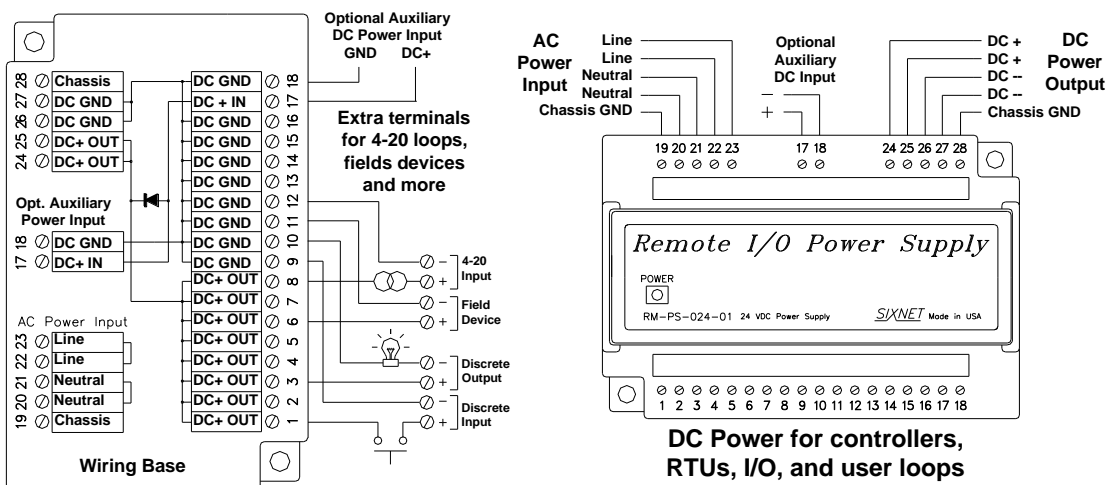 Optional Auxiliary
DC Power Input
GND DC+
28 Chassis
27 DC GND
26 DC GND
25 DC+ OUT
24 DC+ OUT
Opt. Auxiliary
Power Input
18 DC GND
17 DC+ IN
AC Power Input
23 Line
22 Line
21 Neutral
20 Neutral
19 Chassis
DC GND 18
DC + IN 17
DC GND 16
DC GND 15
DC GND 14
DC GND 13
DC GND 12
DC GND 11
DC GND 10
DC GND 9
DC+ OUT 8
DC+ OUT 7
DC+ OUT 6
DC+ OUT 5
DC+ OUT 4
DC+ OUT 3
DC+ OUT 2
DC+ OUT 1
Extra terminals
for 4-20 loops,
fields devices
and more
− 4-20
+ Input
− Field
+ Device
− Discrete
+ Output
− Discrete
+ Input
Wiring Base
AC
Power
Input
Line
Line
Neutral
Neutral
Chassis GND
Optional
Auxiliary
DC Input
−
+
DC +
DC +
DC --
DC --
Chassis GND
DC
Power
Output
19 20 21 22 23 17 18 24 25 26 27 28
Remote I/O Power Supply
POWER
RM-PS-024-01 24 VDC Power Supply SIXNET Made in USA
1 2 3 4 5 6 7 8 9 10 11 12 13 14 15 16 17 18
DC Power for controllers,
RTUs, I/O, and user loops